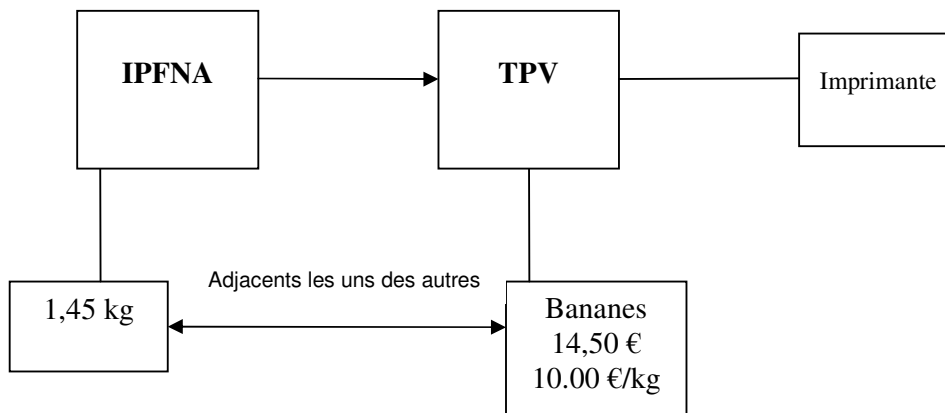 IPFNA
TPV
Imprimante
Adjacents les uns des autres
1,45 kg
Bananes
14,50 €
10.00 €/kg